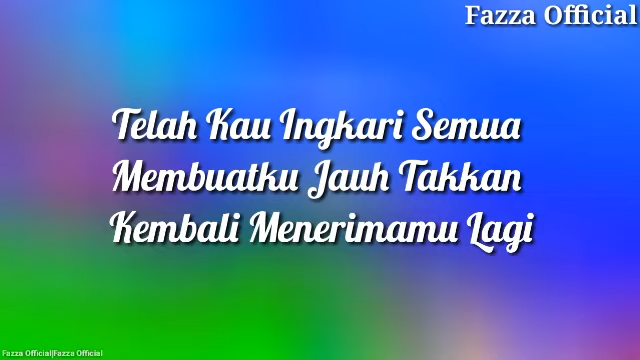 Fazza Official
Telah Kau Ingkari Semua
Membuatku Jauh Takkan
Kembali Menerimamu Lagi
Fazza Official|Fazza Official